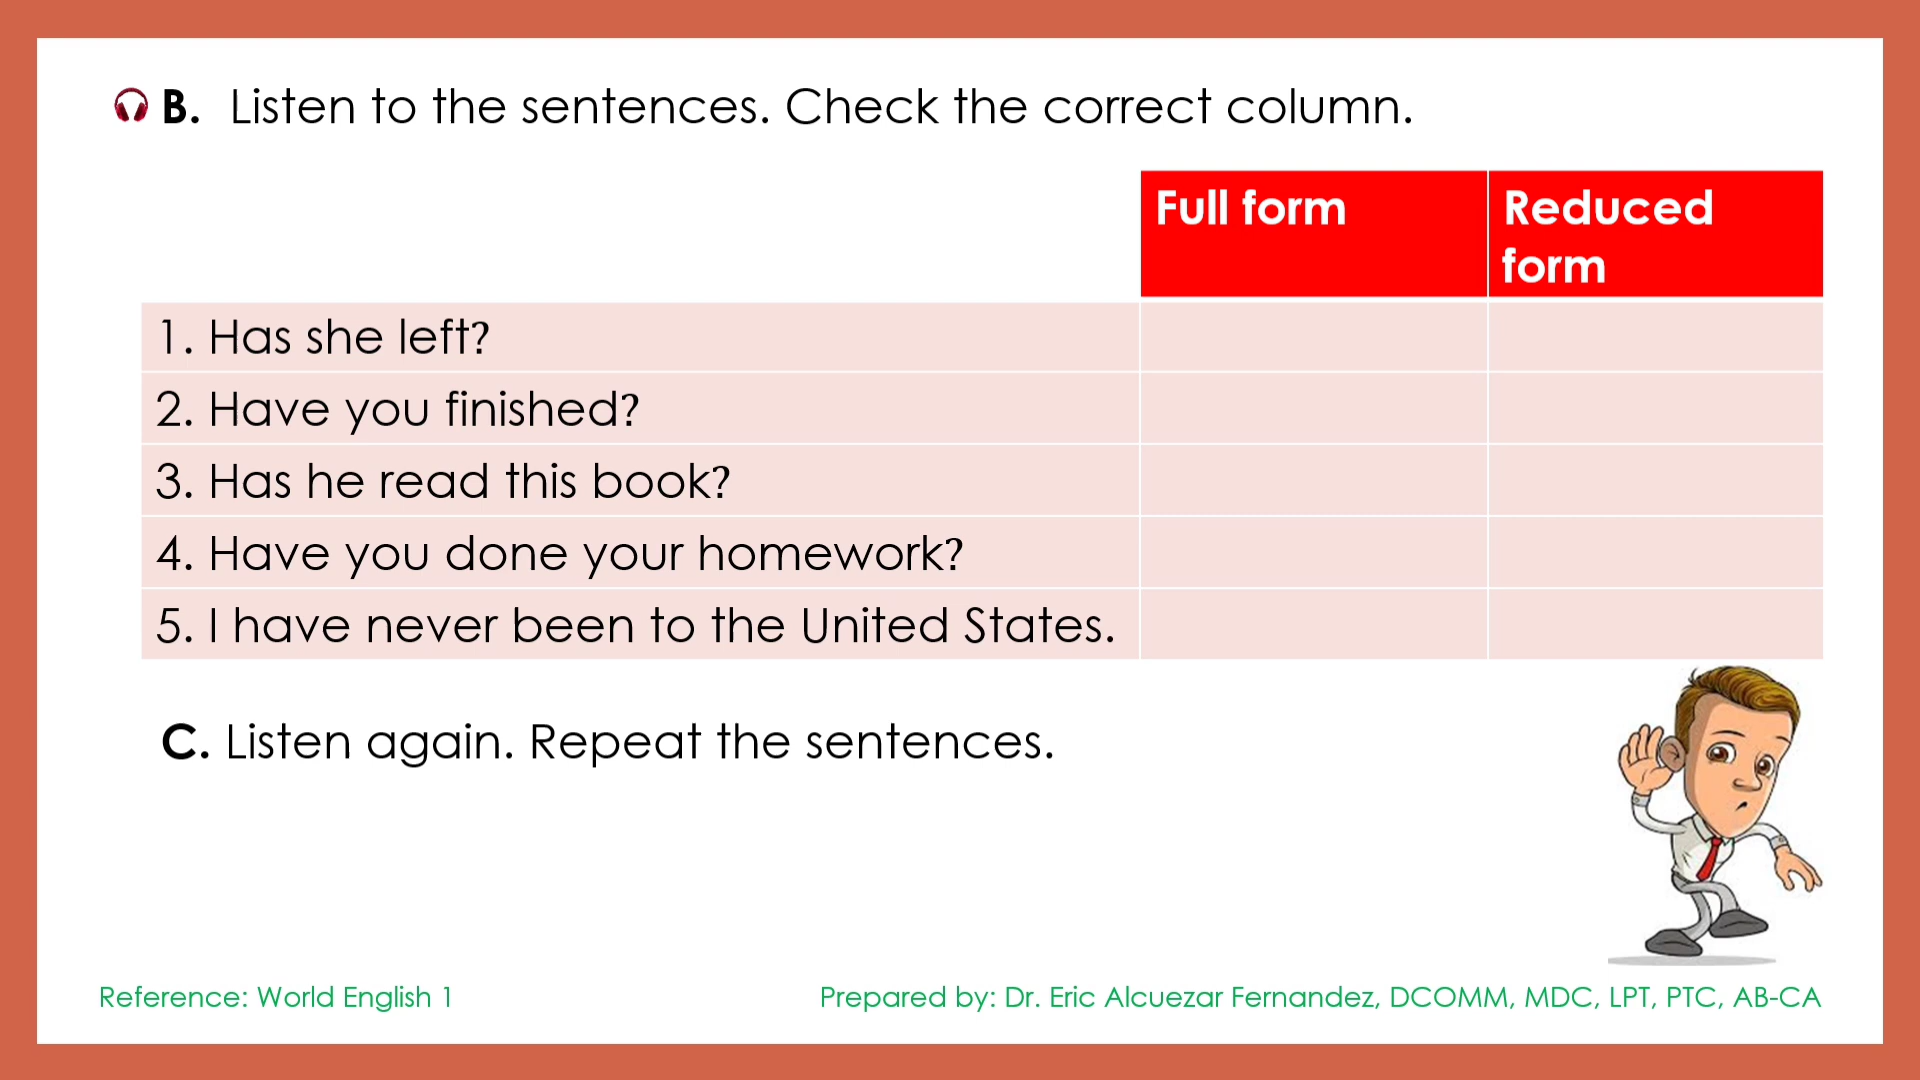 B. Listen to the sentences. Check the correct column.
Full form
Reduced
form
1. Has she left?
2. Have you finished?
3. Has he read this book?
4. Have you done your homework?
5. I have never been to the United States.
C. Listen again. Repeat the sentences.
Reference: World English 1
Prepared by: Dr. Eric Alcuezar Fernandez, DCOMM, MDC, LPT, PTC, AB-CA